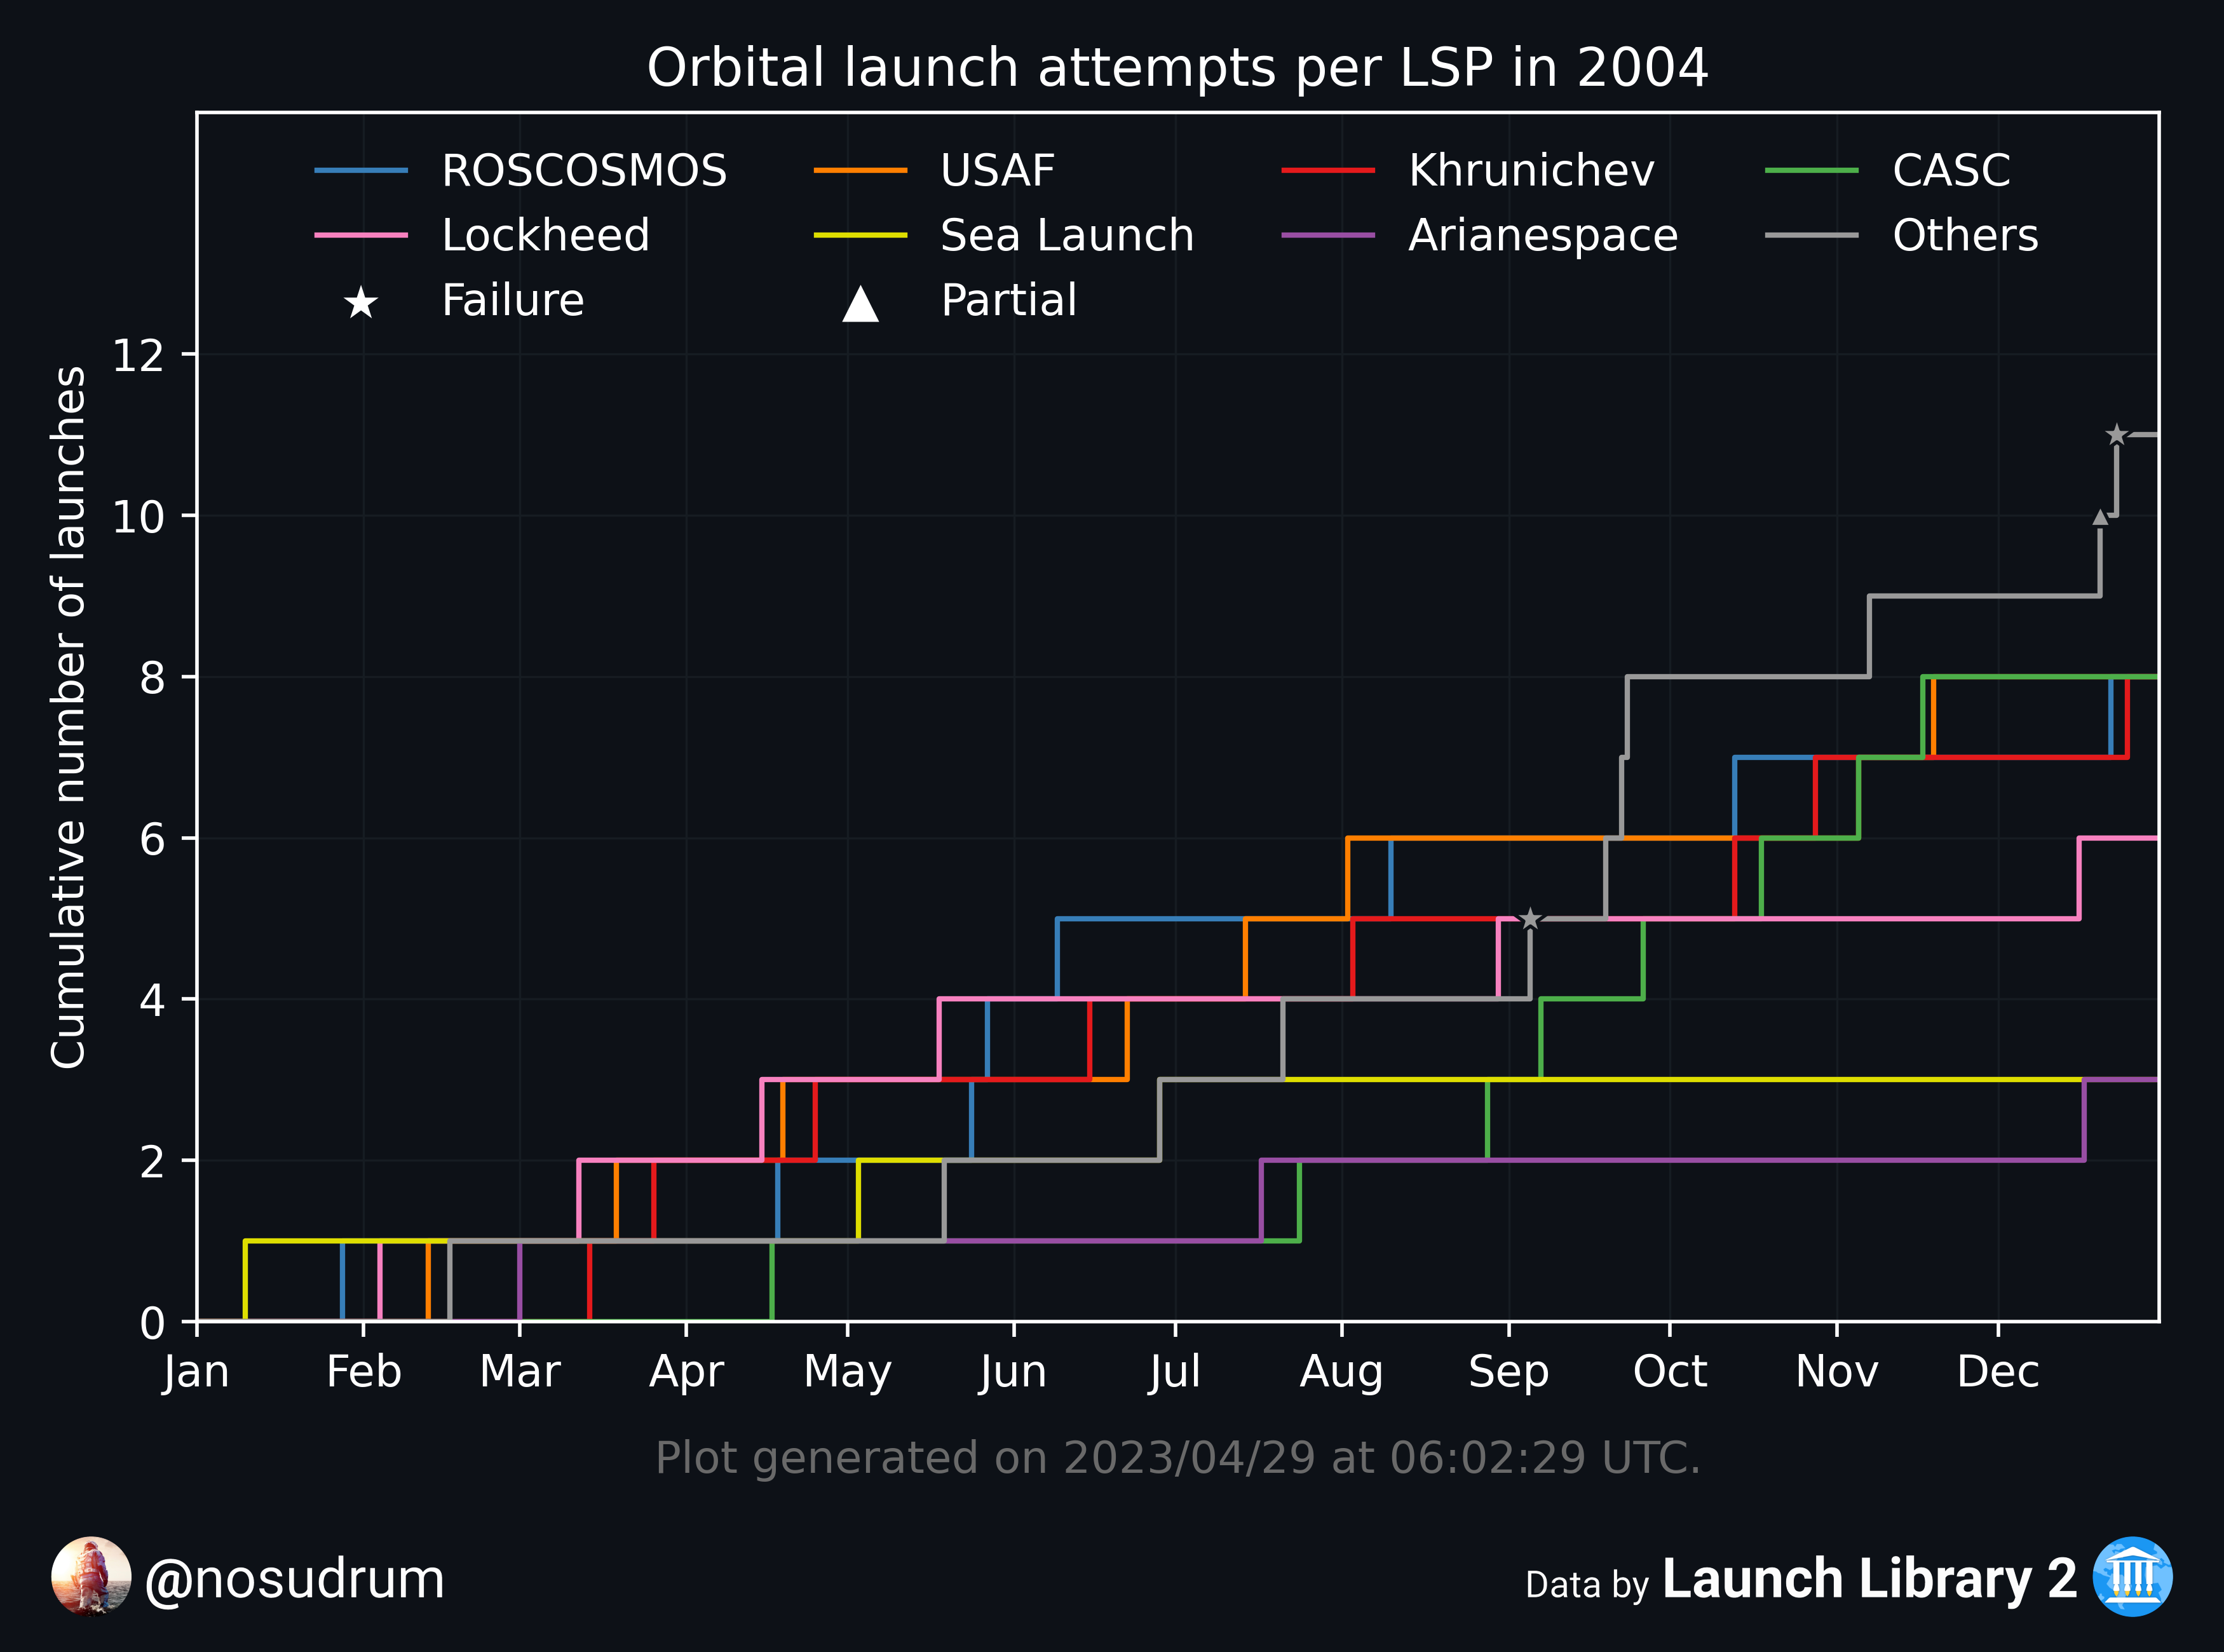 Orbital launch attempts per LSP in 2004
ROSCOSMOS USAF Khrunichev CASC
Lockheed Sea Launch Arianespace Others
Failure Partial
Cumulative number of launches
12
10
8
6
4
2
0
Jan Feb Mar Apr May Jun Jul Aug Sep Oct Nov Dec
Plot generated on 2023/04/29 at 06:02:29 UTC.
@nosudrum
Data by Launch Library 2